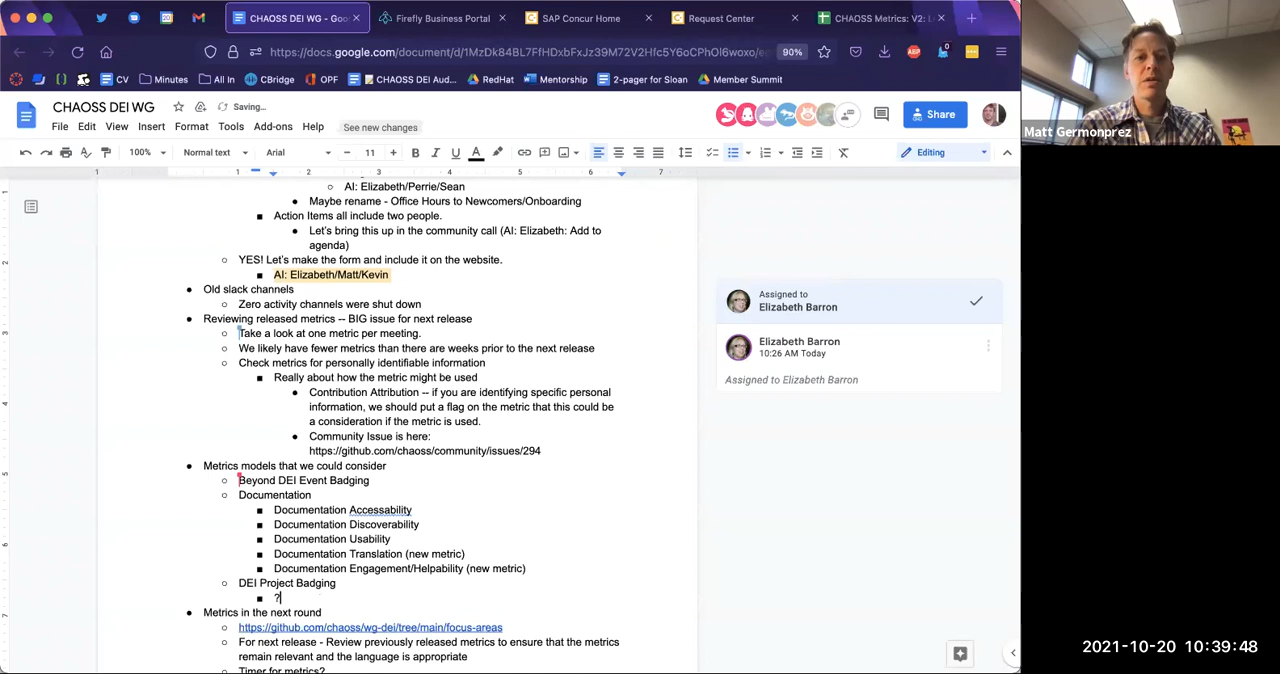 CHAOSS DEI WG - Goo
Firefly Business Portal
SAP Concur Home
Request Center
CHAOSS Metrics: V2: L
https://docs.google.com/document/d/1MzDk84BL7FfHDxbFxJz39M72V2Hfc5Y6oCPhOl6woxo/e
90%
CV
Minutes
All In
CBridge
OPF
CHAOSS DEI Aud...
RedHat
Mentorship
2-pager for Sloan
Member Summit
CHAOSS DEI WG
Saving...
File Edit View Insert Format Tools Add-ons Help
See new changes
Share
100%
Normal text
Arial
11
Editing
AI: Elizabeth/Perrie/Sean
Maybe rename - Office Hours to Newcomers/Onboarding
Action Items all include two people.
Let's bring this up in the community call (AI: Elizabeth: Add to
agenda)
YES! Let's make the form and include it on the website.
AI: Elizabeth/Matt/Kevin
Old slack channels
Zero activity channels were shut down
Reviewing released metrics -- BIG issue for next release
Take a look at one metric per meeting.
We likely have fewer metrics than there are weeks prior to the next release
Check metrics for personally identifiable information
Really about how the metric might be used
Contribution Attribution -- if you are identifying specific personal
information, we should put a flag on the metric that this could be
a consideration if the metric is used.
Community Issue is here:
https://github.com/chaoss/community/issues/294
Metrics models that we could consider
Beyond DEI Event Badging
Documentation
Documentation Accessability
Documentation Discoverability
Documentation Usability
Documentation Translation (new metric)
Documentation Engagement/Helpability (new metric)
DEI Project Badging
?
Metrics in the next round
https://github.com/chaoss/wg-dei/tree/main/focus-areas
For next release - Review previously released metrics to ensure that the metrics
remain relevant and the language is appropriate
Timer for metrics?
Assigned to
Elizabeth Barron
Elizabeth Barron
10:26 AM Today
Assigned to Elizabeth Barron
Matt Germonprez
2021-10-20 10:39:48